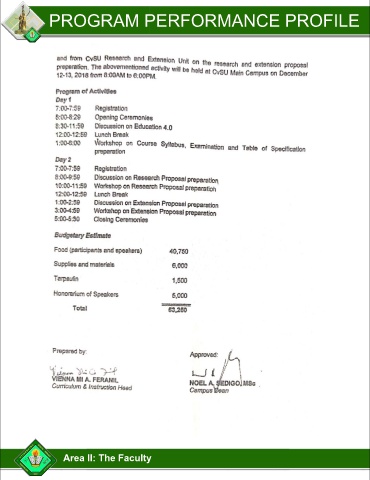 PROGRAM PERFORMANCE PROFILE
and from CvSU Research and Extension Unit on the research and extension proposal
preparation. The abovementioned activity will be held at CvSU Main Campus on December
12-13, 2018 from 8:00AM to 6:00PM.
Program of Activities
Day 1
7:00-7:59 Registration
8:00-8:29 Opening Ceremonies
8:30-11:59 Discussion on Education 4.0
12:00-12:59 Lunch Break
1:00-6:00 Workshop on Course Syllabus, Examination and Table of Specification
preparation
Day 2
7:00-7:59 Registration
8:00-9:59 Discussion on Research Proposal preparation
10:00-11:59 Workshop on Research Proposal preparation
12:00-12:59 Lunch Break
1:00-2:59 Discussion on Extension Proposal preparation
3:00-4:59 Workshop on Extension Proposal preparation
5:00-5:30 Closing Ceremonies
Budgetary Estimate
Food (participants and speakers) 49,750
Supplies and materials 6,000
Tarpaulin 1,500
Honorarium of Speakers 5,000
Total 62,250
Prepared by:
Approved:
VIENNA MI A. FERANIL
Curriculum & Instruction Head
NOEL A. SEDIGO, MSc
Campus Dean
Area II: The Faculty